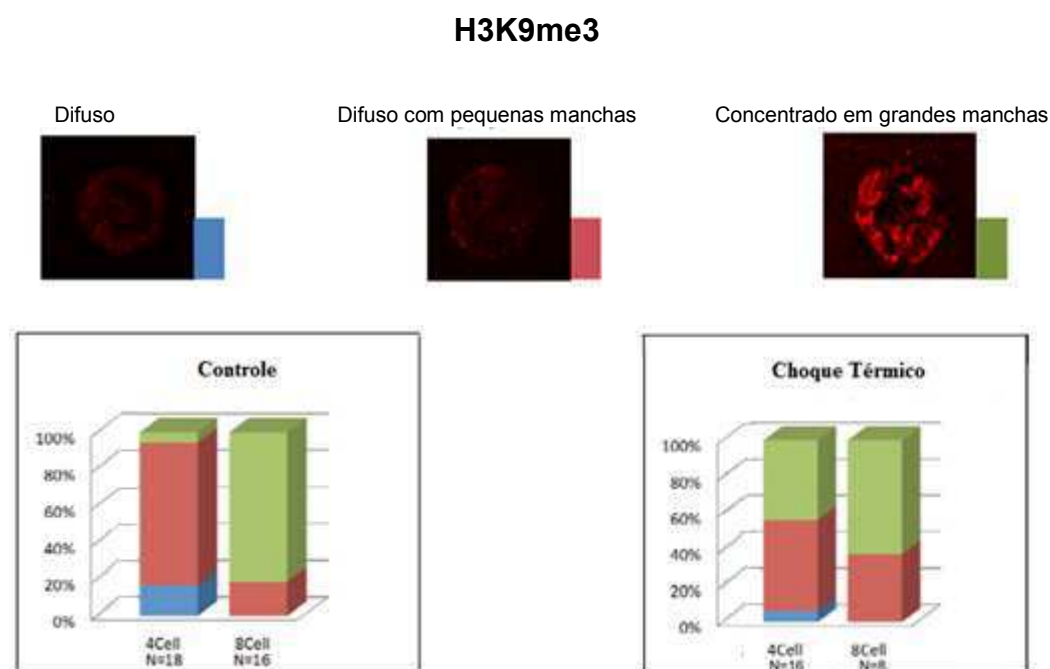 H3K9me3
Difuso
Difuso com pequenas manchas
Concentrado em grandes manchas
Controle
100%
80%
60%
40%
20%
0%
4Cell
N=18
8Cell
N=16
Choque Térmico
100%
80%
60%
40%
20%
0%
4Cell
N=16
8Cell
N=8